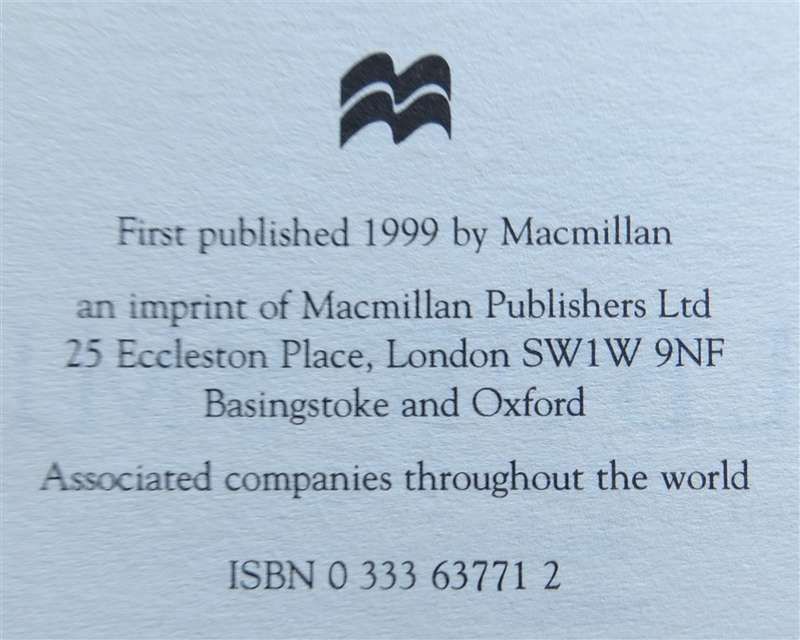 First published 1999 by Macmillan
an imprint of Macmillan Publishers Ltd
25 Eccleston Place, London SW1W 9NF
Basingstoke and Oxford
Associated companies throughout the world
ISBN 0 333 63771 2